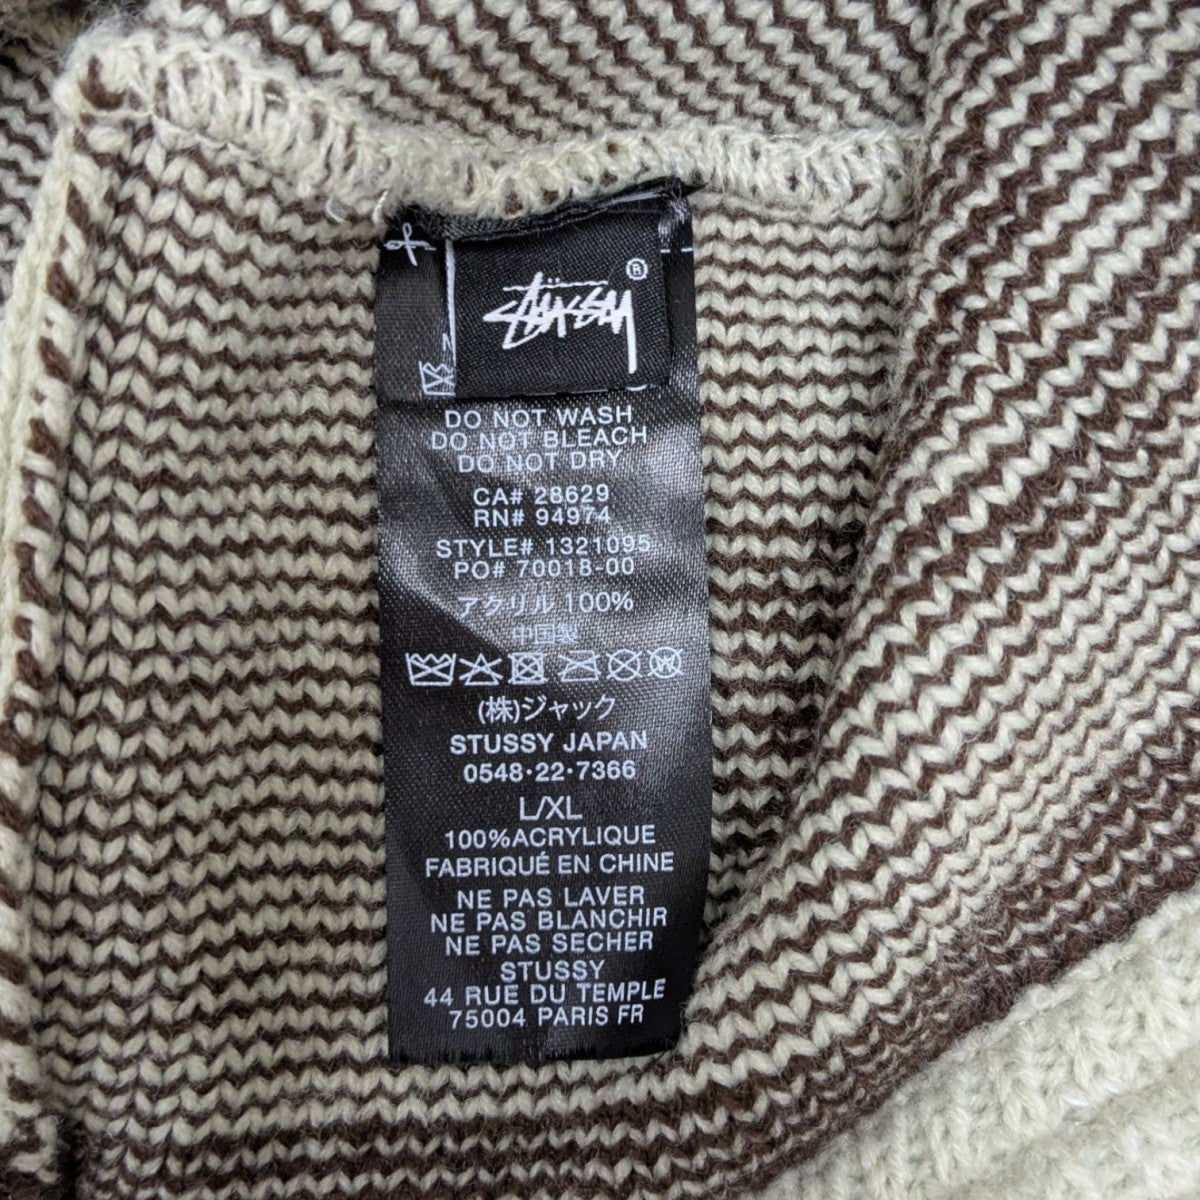 Stüssy ®
DO NOT WASH
DO NOT BLEACH
DO NOT DRY
CA# 28629
RN# 94974
STYLE# 1321095
PO# 70018-00
アクリル 100%
中国製
(株)ジャック
STUSSY JAPAN
0548·22·7366
L/XL
100%ACRYLIQUE
FABRIQUÉ EN CHINE
NE PAS LAVER
NE PAS BLANCHIR
NE PAS SECHER
STUSSY
44 RUE DU TEMPLE
75004 PARIS FR